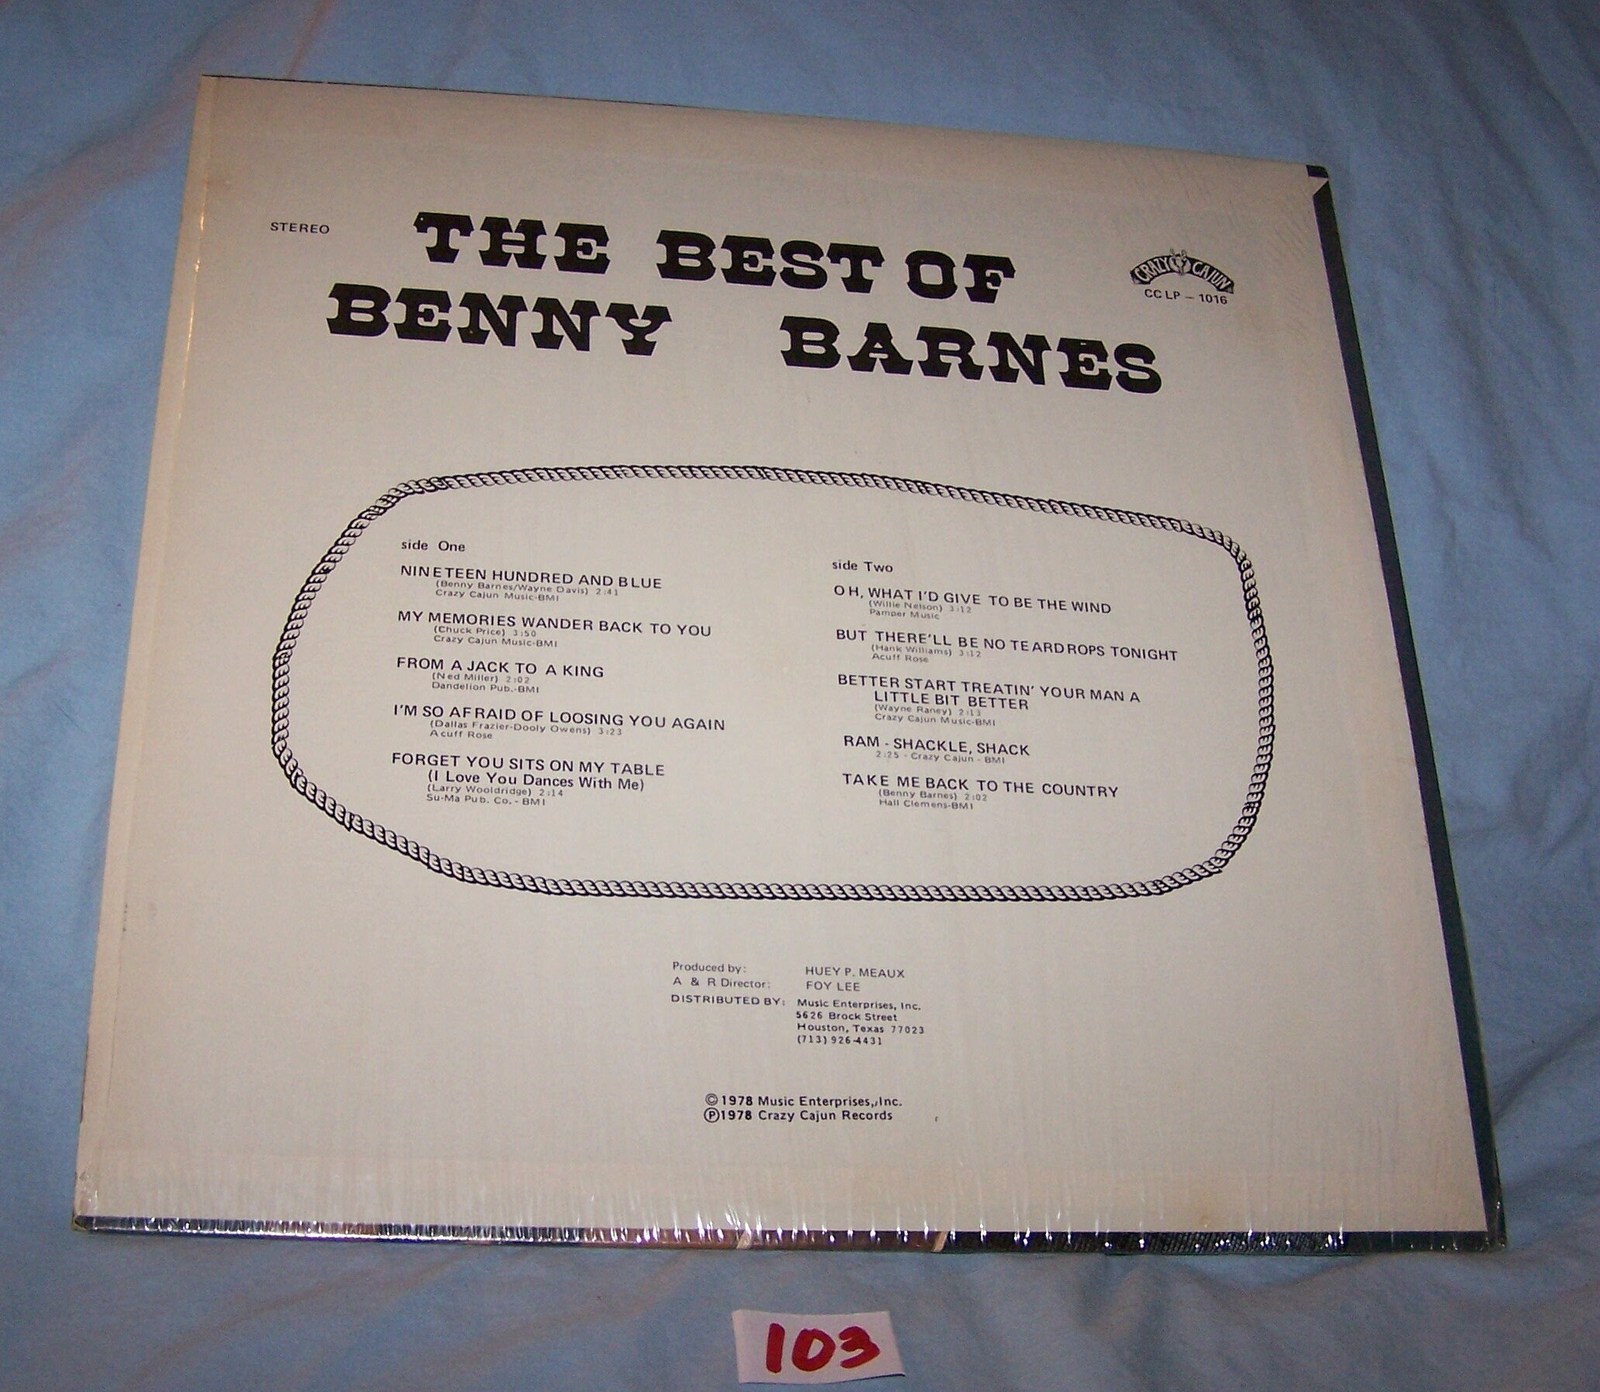 STEREO
THE BEST OF
BENNY BARNES
CRAZY CAJUN
CC LP – 1016
side One
NINETEEN HUNDRED AND BLUE
(Benny Barnes/Wayne Davis) 2:41
Crazy Cajun Music-BMI
MY MEMORIES WANDER BACK TO YOU
(Chuck Price) 3:50
Crazy Cajun Music-BMI
FROM A JACK TO A KING
(Ned Miller) 2:02
Dandelion Pub.-BMI
I'M SO AFRAID OF LOOSING YOU AGAIN
(Dallas Frazier-Dooly Owens) 3:23
Acuff Rose
FORGET YOU SITS ON MY TABLE
(I Love You Dances With Me)
(Larry Wooldridge) 2:14
Su-Ma Pub. Co. - BMI
side Two
OH, WHAT I'D GIVE TO BE THE WIND
(Willie Nelson) 3:12
Pamper Music
BUT THERE'LL BE NO TEARDROPS TONIGHT
(Hank Williams) 3:12
Acuff Rose
BETTER START TREATIN' YOUR MAN A
LITTLE BIT BETTER
(Wayne Raney) 2:13
Crazy Cajun Music-BMI
RAM - SHACKLE, SHACK
2:25 - Crazy Cajun - BMI
TAKE ME BACK TO THE COUNTRY
(Benny Barnes) 2:02
Hall Clemens-BMI
Produced by: HUEY P. MEAUX
A & R Director: FOY LEE
DISTRIBUTED BY: Music Enterprises, Inc.
5626 Brock Street
Houston, Texas 77023
(713) 926-4431
©1978 Music Enterprises, Inc.
Ⓟ1978 Crazy Cajun Records
103